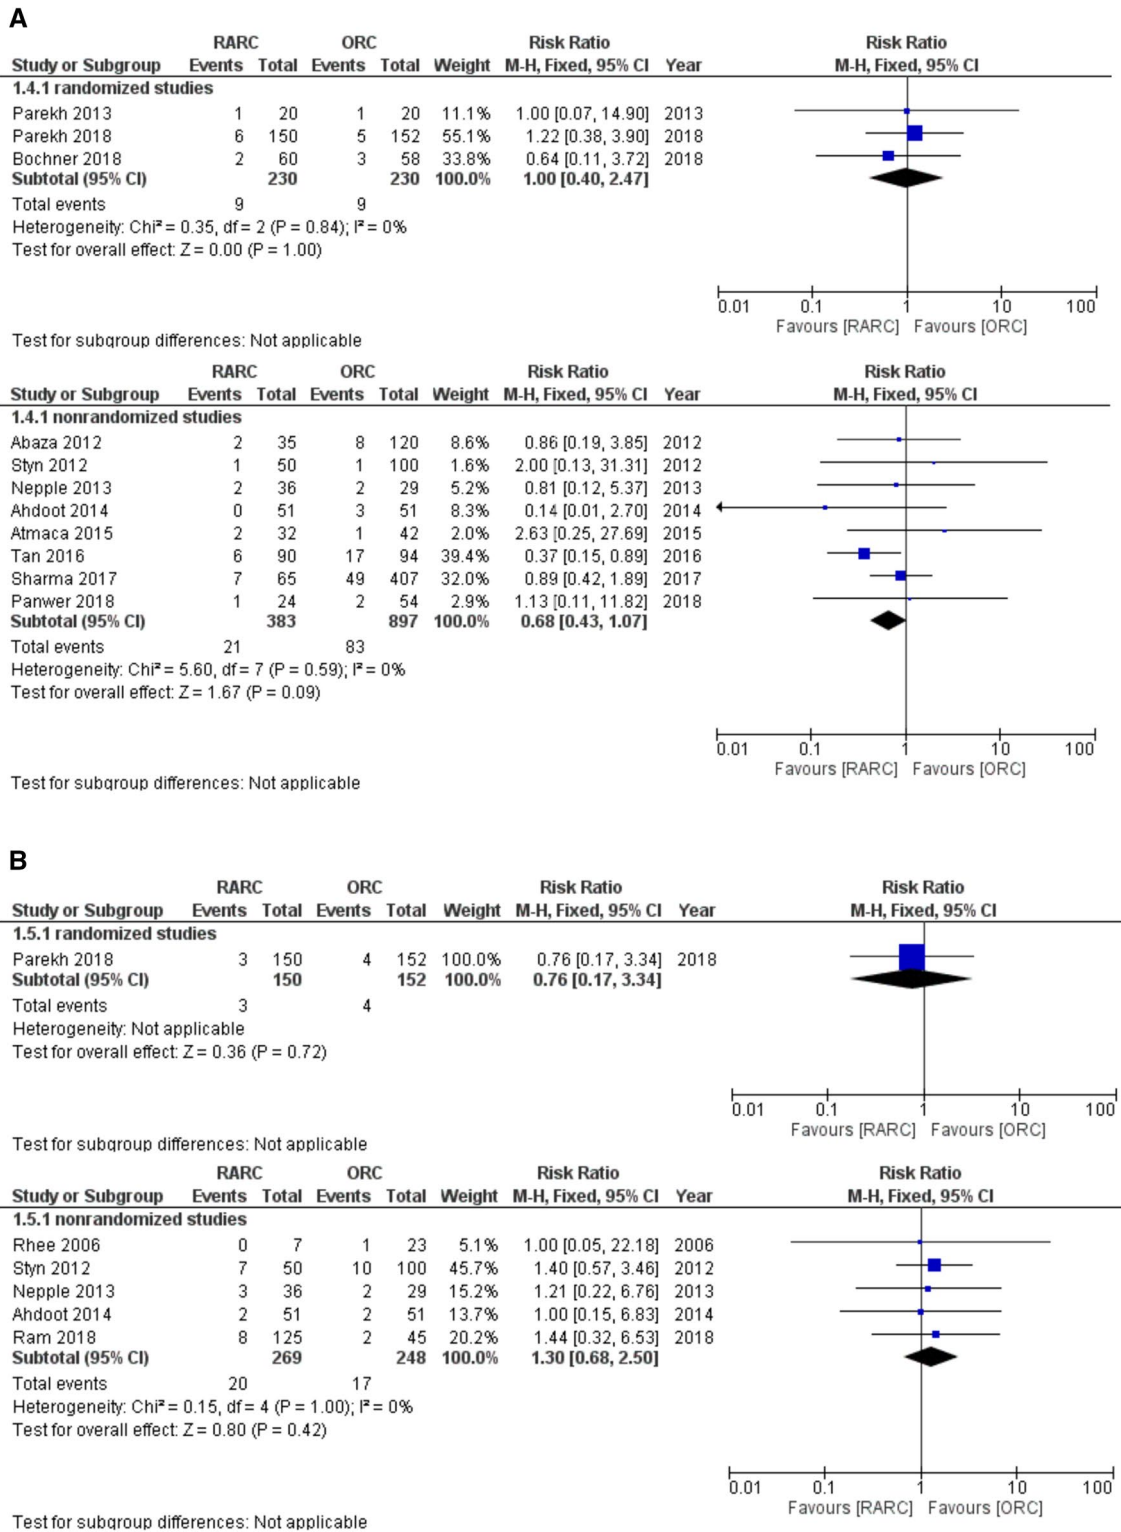 A
RARC ORC Risk Ratio Risk Ratio
Study or Subgroup Events Total Events Total Weight M-H, Fixed, 95% CI Year M-H, Fixed, 95% CI
1.4.1 randomized studies
Parekh 2013 1 20 1 20 11.1% 1.00 [0.07, 14.90] 2013
Parekh 2018 6 150 5 152 55.1% 1.22 [0.38, 3.90] 2018
Bochner 2018 2 60 3 58 33.8% 0.64 [0.11, 3.72] 2018
Subtotal (95% CI) 230 230 100.0% 1.00 [0.40, 2.47]
Total events 9 9
Heterogeneity: Chi² = 0.35, df = 2 (P = 0.84); I² = 0%
Test for overall effect: Z = 0.00 (P = 1.00)
0.01 0.1 1 10 100
Favours [RARC] Favours [ORC]
Test for subgroup differences: Not applicable
RARC ORC Risk Ratio Risk Ratio
Study or Subgroup Events Total Events Total Weight M-H, Fixed, 95% CI Year M-H, Fixed, 95% CI
1.4.1 nonrandomized studies
Abaza 2012 2 35 8 120 8.6% 0.86 [0.19, 3.85] 2012
Styn 2012 1 50 1 100 1.6% 2.00 [0.13, 31.31] 2012
Nepple 2013 2 36 2 29 5.2% 0.81 [0.12, 5.37] 2013
Ahdoot 2014 0 51 3 51 8.3% 0.14 [0.01, 2.70] 2014
Atmaca 2015 2 32 1 42 2.0% 2.63 [0.25, 27.69] 2015
Tan 2016 6 90 17 94 39.4% 0.37 [0.15, 0.89] 2016
Sharma 2017 7 65 49 407 32.0% 0.89 [0.42, 1.89] 2017
Panwer 2018 1 24 2 54 2.9% 1.13 [0.11, 11.82] 2018
Subtotal (95% CI) 383 897 100.0% 0.68 [0.43, 1.07]
Total events 21 83
Heterogeneity: Chi² = 5.60, df = 7 (P = 0.59); I² = 0%
Test for overall effect: Z = 1.67 (P = 0.09)
0.01 0.1 1 10 100
Favours [RARC] Favours [ORC]
Test for subgroup differences: Not applicable
B
RARC ORC Risk Ratio Risk Ratio
Study or Subgroup Events Total Events Total Weight M-H, Fixed, 95% CI Year M-H, Fixed, 95% CI
1.5.1 randomized studies
Parekh 2018 3 150 4 152 100.0% 0.76 [0.17, 3.34] 2018
Subtotal (95% CI) 150 152 100.0% 0.76 [0.17, 3.34]
Total events 3 4
Heterogeneity: Not applicable
Test for overall effect: Z = 0.36 (P = 0.72)
0.01 0.1 1 10 100
Favours [RARC] Favours [ORC]
Test for subgroup differences: Not applicable
RARC ORC Risk Ratio Risk Ratio
Study or Subgroup Events Total Events Total Weight M-H, Fixed, 95% CI Year M-H, Fixed, 95% CI
1.5.1 nonrandomized studies
Rhee 2006 0 7 1 23 5.1% 1.00 [0.05, 22.18] 2006
Styn 2012 7 50 10 100 45.7% 1.40 [0.57, 3.46] 2012
Nepple 2013 3 36 2 29 15.2% 1.21 [0.22, 6.76] 2013
Ahdoot 2014 2 51 2 51 13.7% 1.00 [0.15, 6.83] 2014
Ram 2018 8 125 2 45 20.2% 1.44 [0.32, 6.53] 2018
Subtotal (95% CI) 269 248 100.0% 1.30 [0.68, 2.50]
Total events 20 17
Heterogeneity: Chi² = 0.15, df = 4 (P = 1.00); I² = 0%
Test for overall effect: Z = 0.80 (P = 0.42)
0.01 0.1 1 10 100
Favours [RARC] Favours [ORC]
Test for subgroup differences: Not applicable